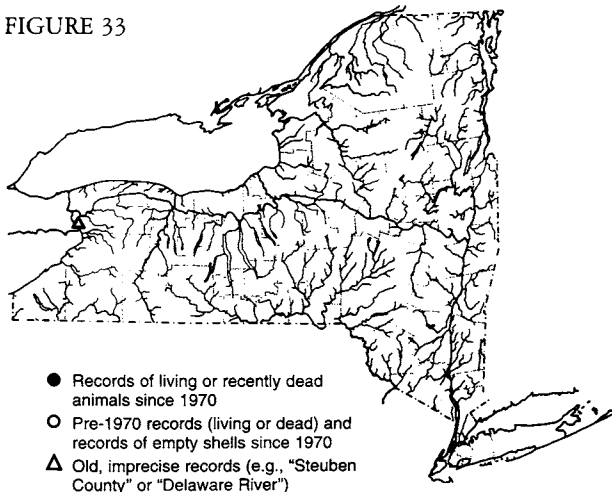 FIGURE 33
● Records of living or recently dead
animals since 1970
○ Pre-1970 records (living or dead) and
records of empty shells since 1970
△ Old, imprecise records (e.g., "Steuben
County" or "Delaware River")